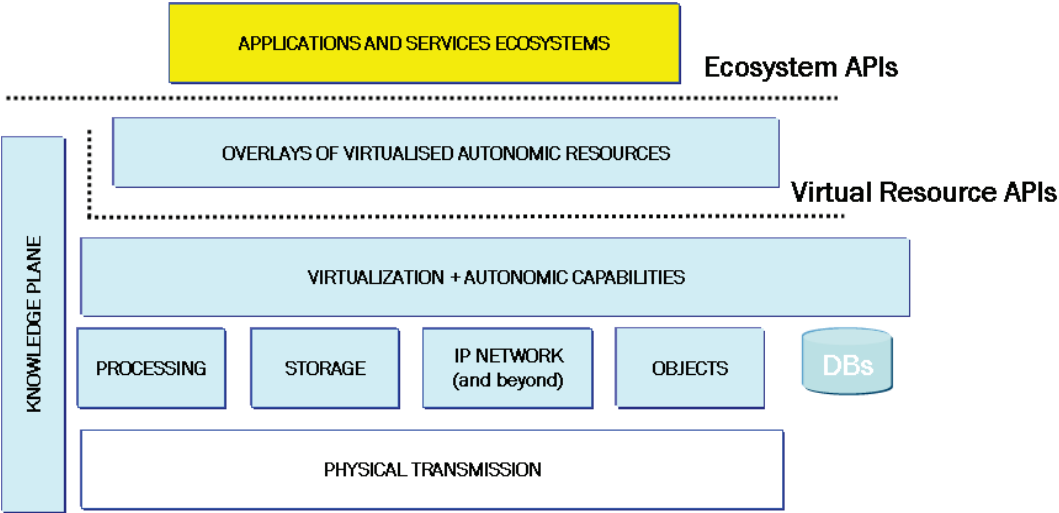 APPLICATIONS AND SERVICES ECOSYSTEMS
Ecosystem APIs
OVERLAYS OF VIRTUALISED AUTONOMIC RESOURCES
Virtual Resource APIs
KNOWLEDGE PLANE
VIRTUALIZATION + AUTONOMIC CAPABILITIES
PROCESSING
STORAGE
IP NETWORK
(and beyond)
OBJECTS
DBs
PHYSICAL TRANSMISSION